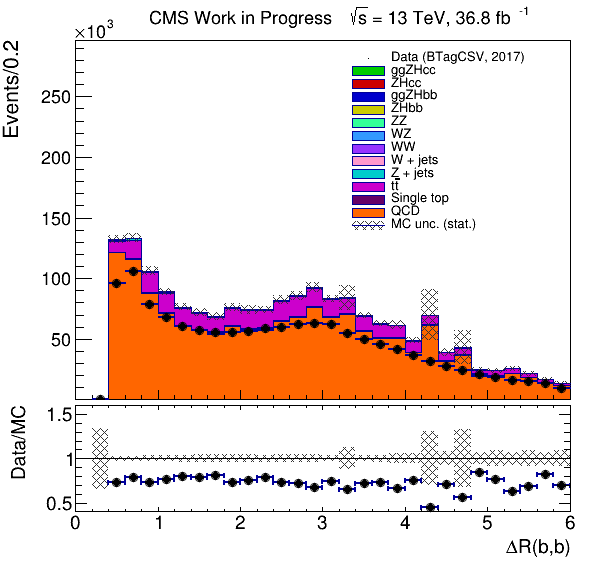 CMS Work in Progress √s = 13 TeV, 36.8 fb -1
×10³
Events/0.2
250
200
150
100
50
Data (BTagCSV, 2017)
ggZHcc
ZHcc
ggZHbb
ZHbb
ZZ
WZ
WW
W + jets
Z + jets
tt̅
Single top
QCD
MC unc. (stat.)
Data/MC
1.5
1
0.5
0 1 2 3 4 5 6
ΔR(b,b)